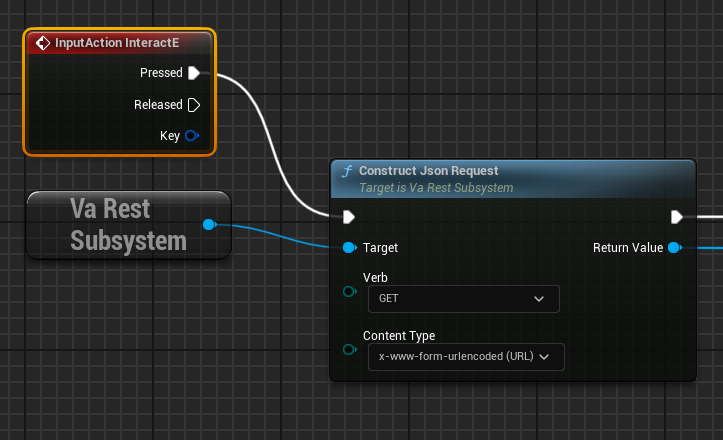 InputAction InteractE
Pressed
Released
Key
Va Rest
Subsystem
f Construct Json Request
Target is Va Rest Subsystem
Target
Return Value
Verb
GET
Content Type
x-www-form-urlencoded (URL)